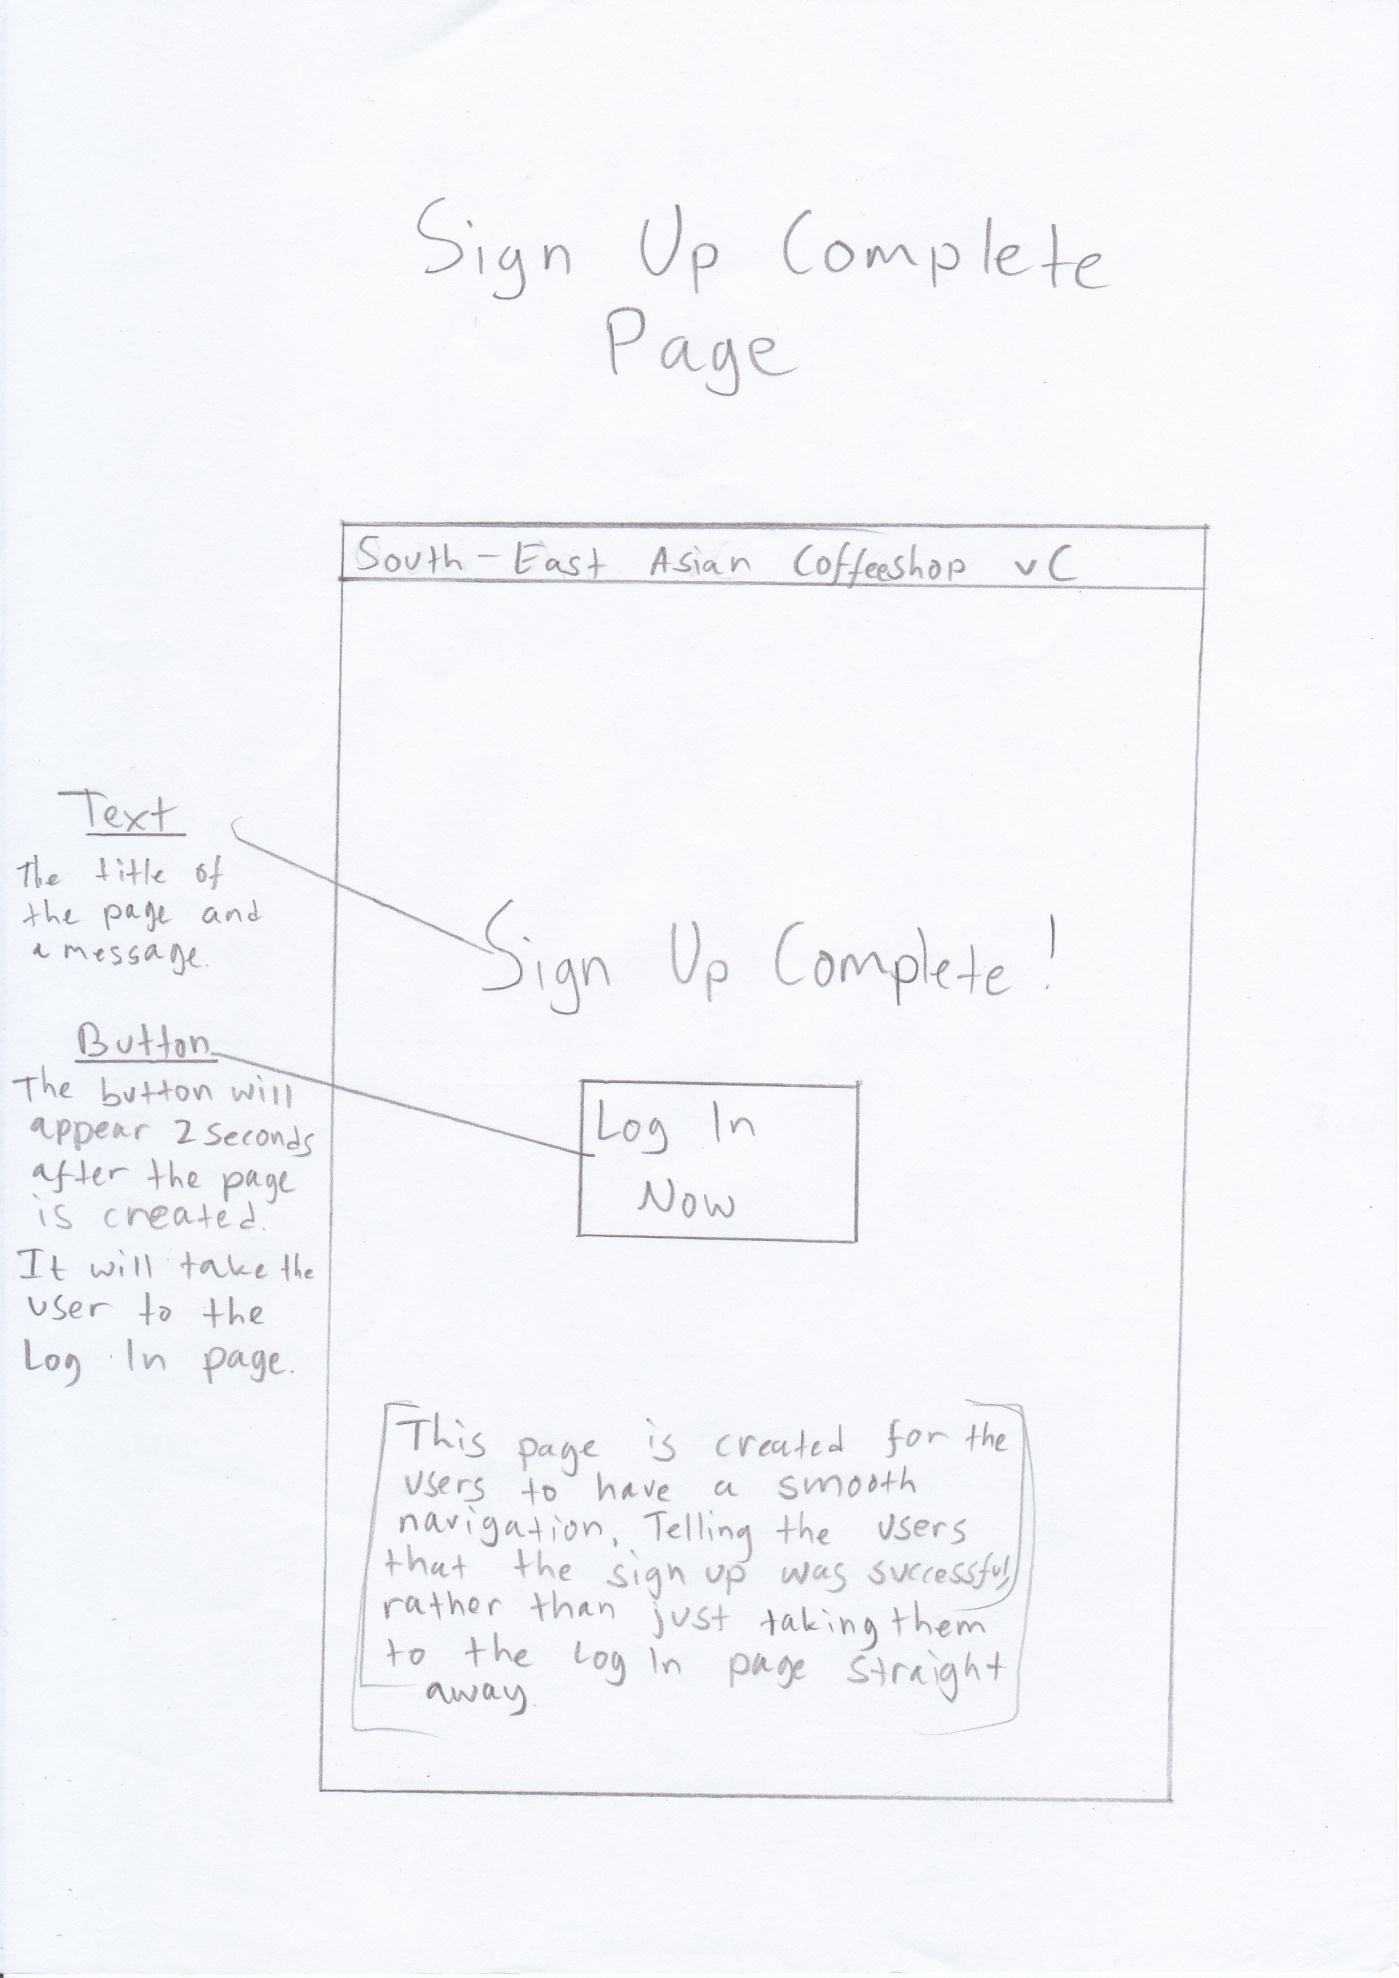 Sign Up Complete
Page
South-East Asian Coffeeshop vC
Text
The title of
the page and
a message.
Sign Up Complete!
Button
The button will
appear 2 seconds
after the page
is created.
It will take the
user to the
Log In page.
Log In
Now
This page is created for the
users to have a smooth
navigation, Telling the users
that the sign up was successful,
rather than just taking them
to the Log In page straight
away.